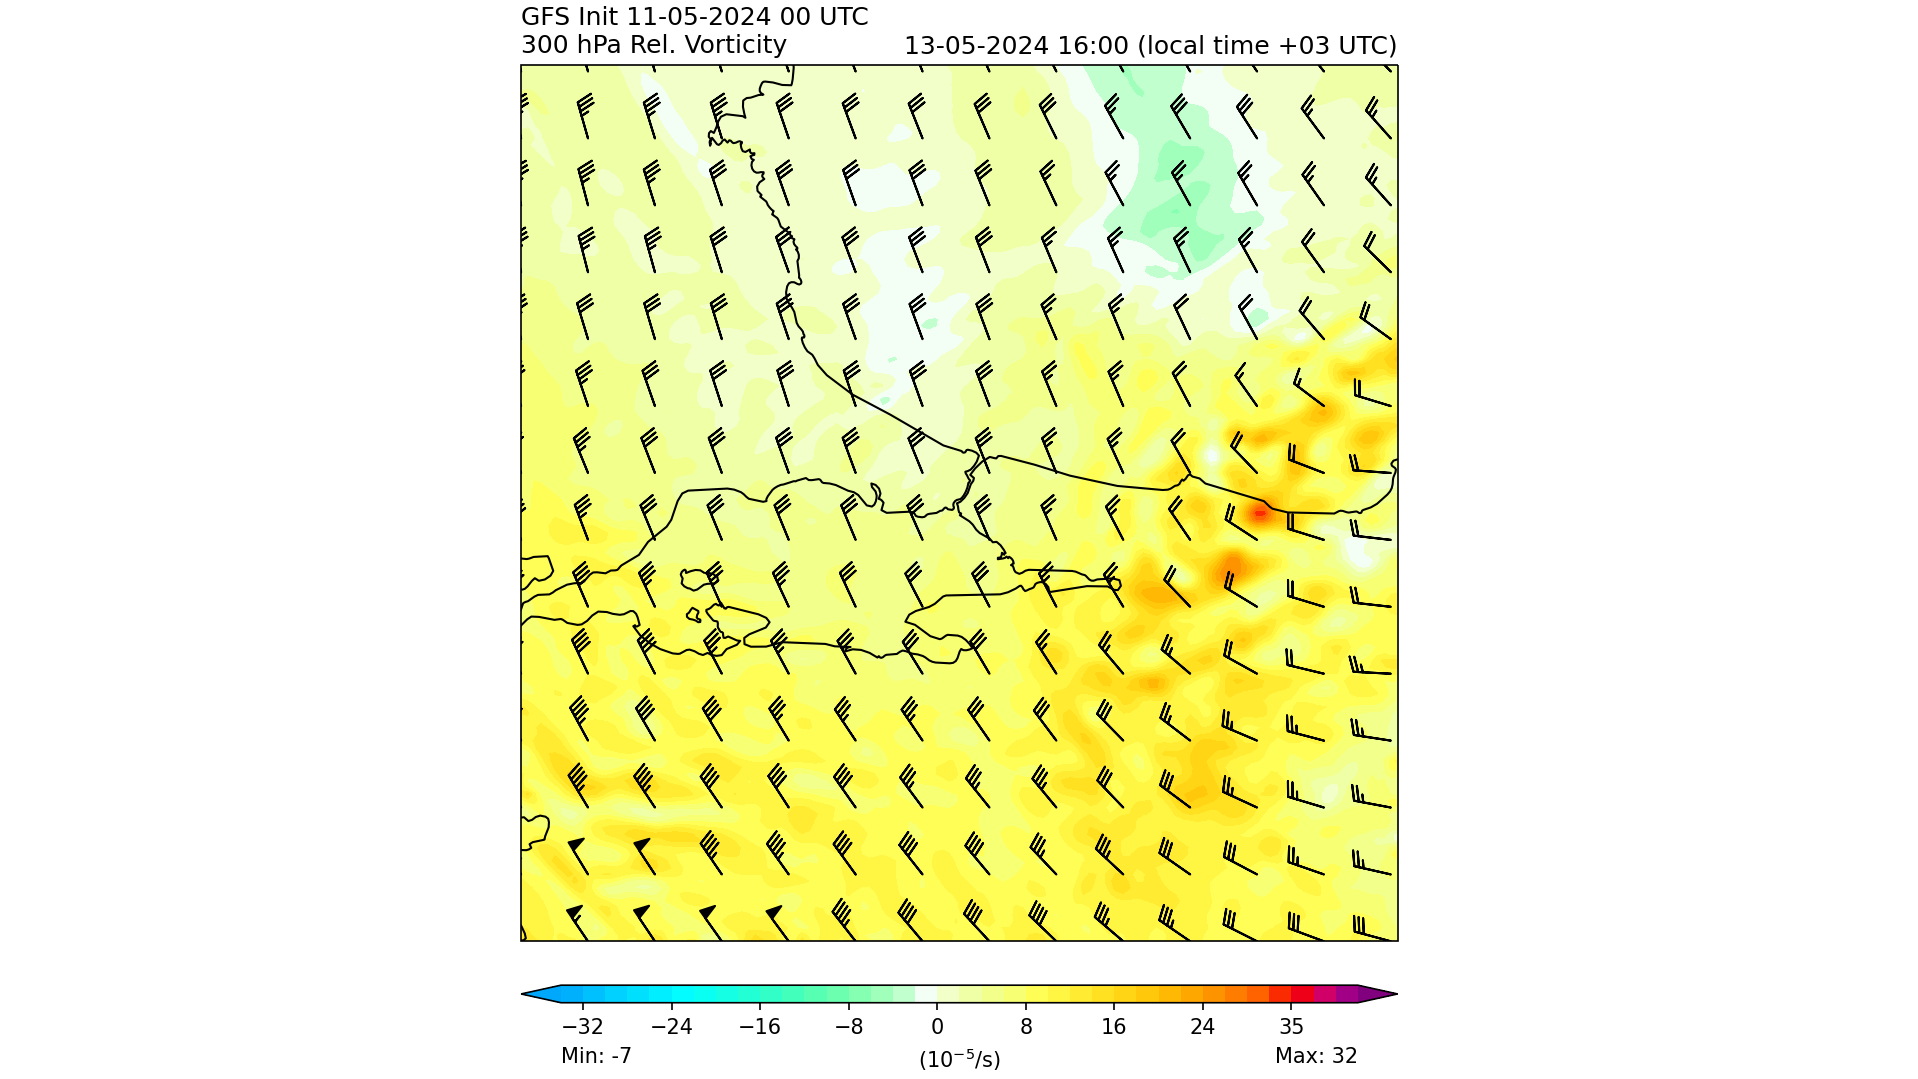 GFS Init 11-05-2024 00 UTC
300 hPa Rel. Vorticity
13-05-2024 16:00 (local time +03 UTC)
−32 −24 −16 −8 0 8 16 24 35
Min: -7
(10⁻⁵/s)
Max: 32